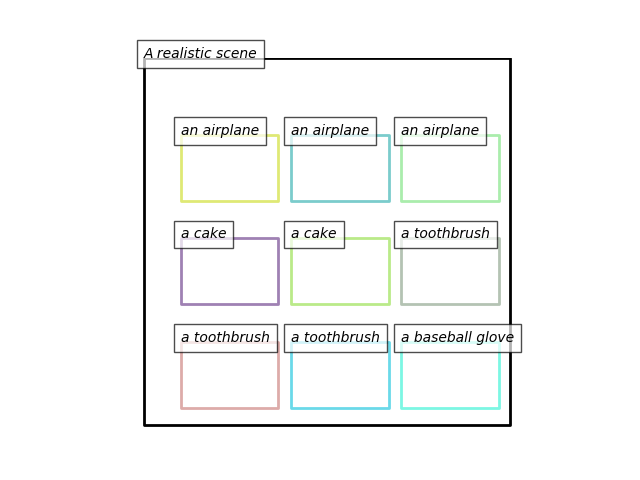 A realistic scene
an airplane
an airplane
an airplane
a cake
a cake
a toothbrush
a toothbrush
a toothbrush
a baseball glove